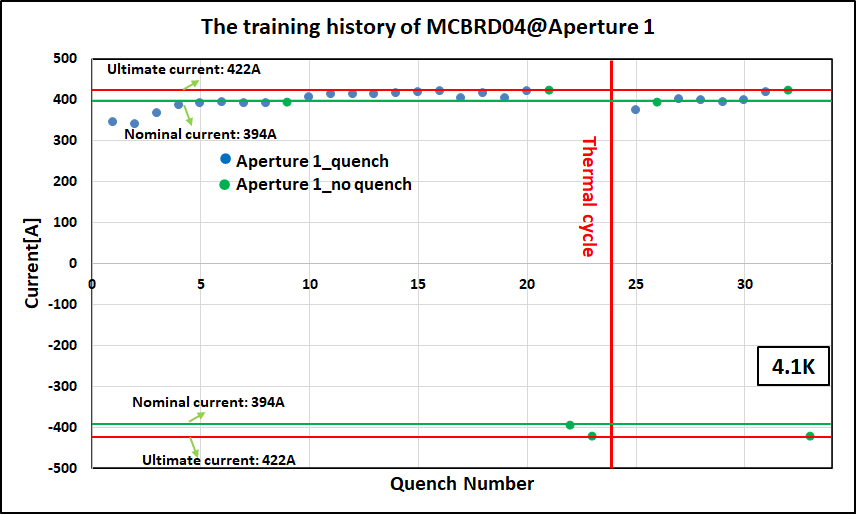 The training history of MCBRD04@Aperture 1
500
Ultimate current: 422A
400
Nominal current: 394A
300
Aperture 1_quench
200
Aperture 1_no quench
100
Thermal cycle
Current[A]
0
0 5 10 15 20 25 30
-100
-200
4.1K
-300
Nominal current: 394A
-400
Ultimate current: 422A
-500
Quench Number